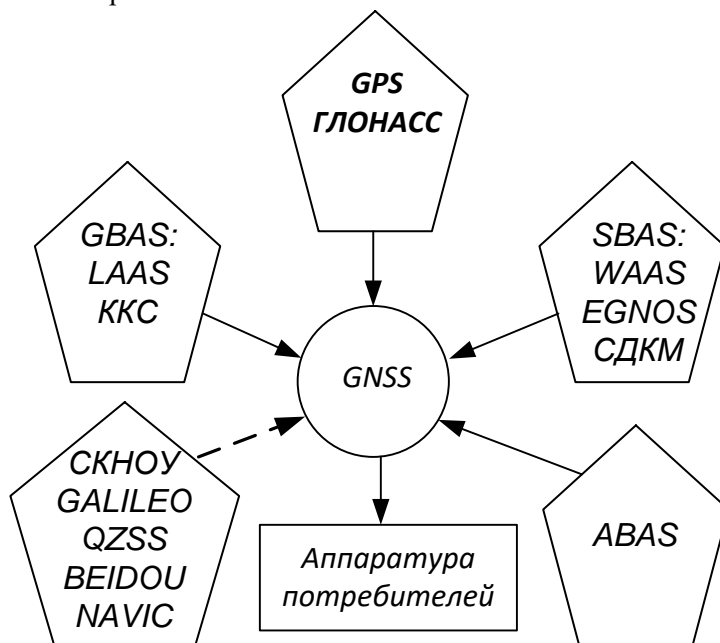 GPS
ГЛОНАСС
GBAS:
LAAS
ККС
SBAS:
WAAS
EGNOS
СДКМ
GNSS
СКНОУ
GALILEO
QZSS
BEIDOU
NAVIC
Аппаратура
потребителей
ABAS